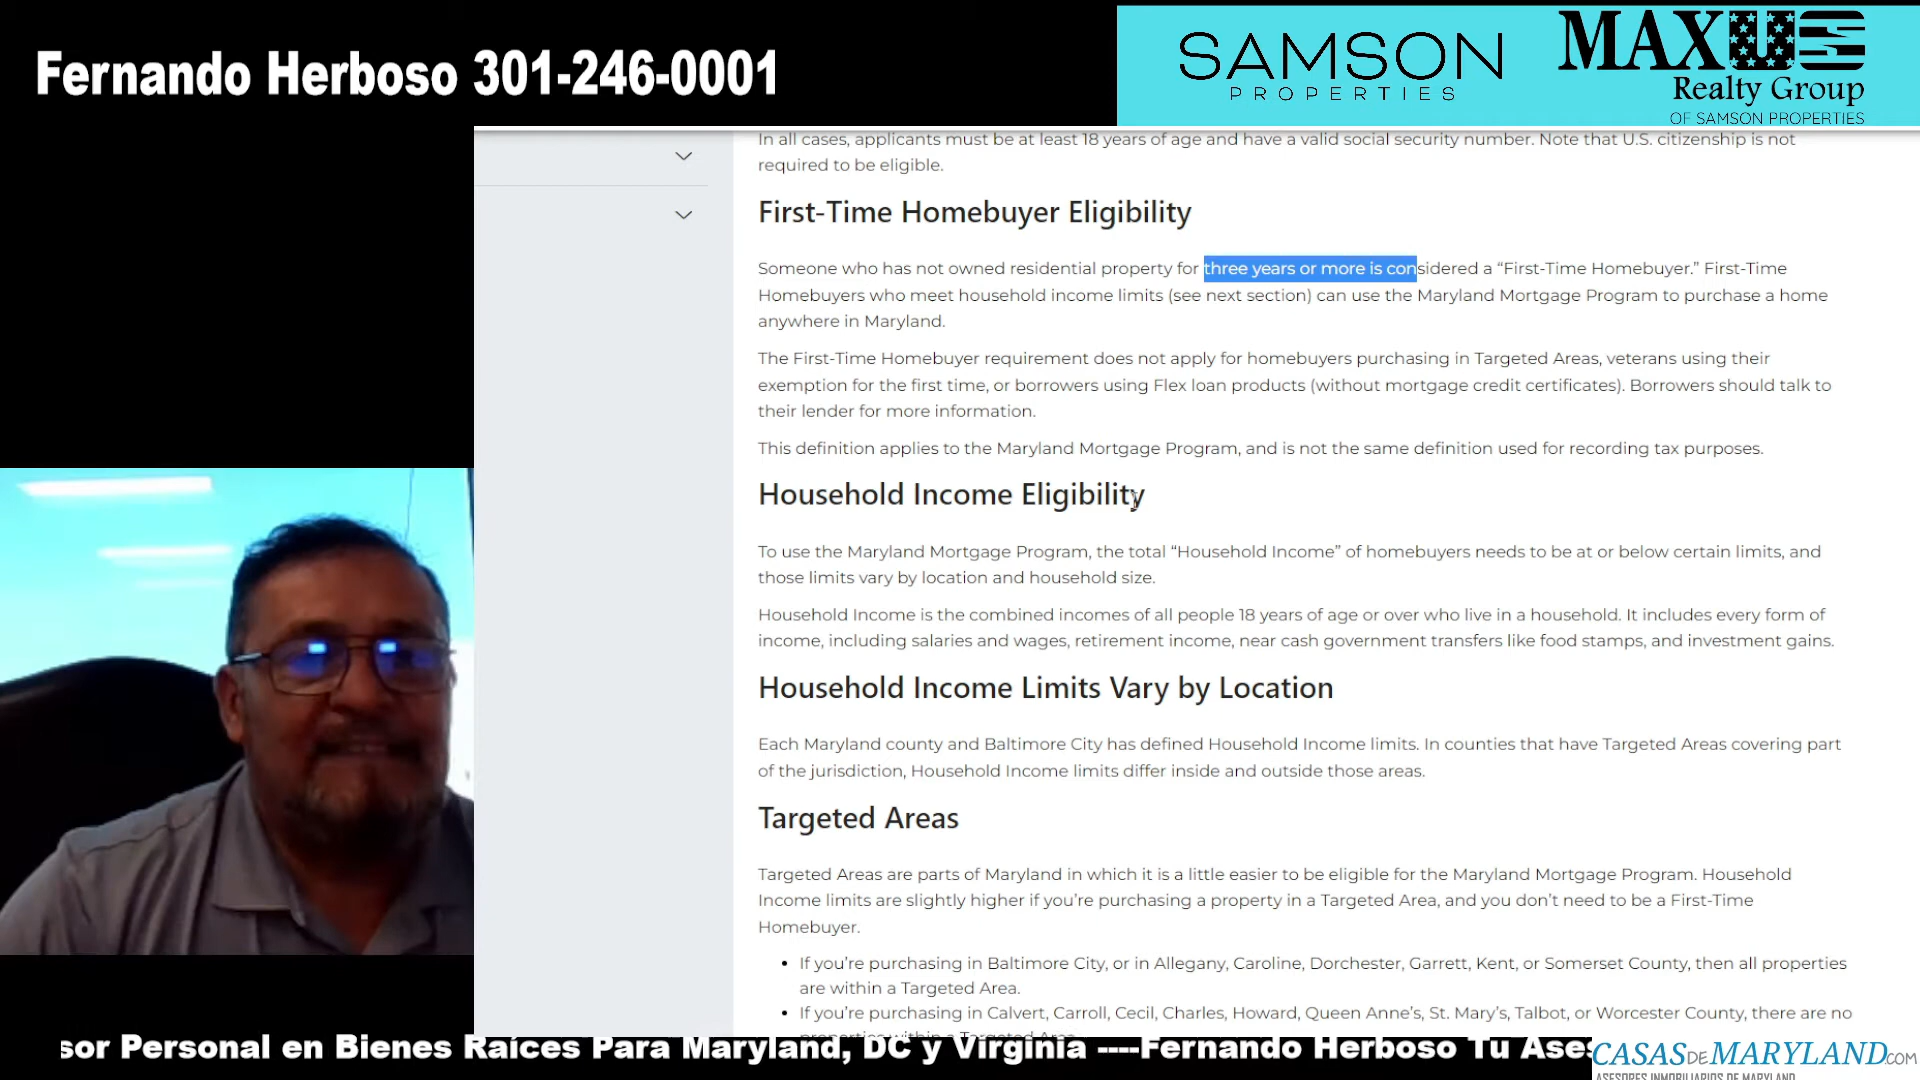 Fernando Herboso 301-246-0001
SAMSON
PROPERTIES
MAXUS
Realty Group
OF SAMSON PROPERTIES
In all cases, applicants must be at least 18 years of age and have a valid social security number. Note that U.S. citizenship is not
required to be eligible.
First-Time Homebuyer Eligibility
Someone who has not owned residential property for three years or more is considered a “First-Time Homebuyer.” First-Time
Homebuyers who meet household income limits (see next section) can use the Maryland Mortgage Program to purchase a home
anywhere in Maryland.
The First-Time Homebuyer requirement does not apply for homebuyers purchasing in Targeted Areas, veterans using their
exemption for the first time, or borrowers using Flex loan products (without mortgage credit certificates). Borrowers should talk to
their lender for more information.
This definition applies to the Maryland Mortgage Program, and is not the same definition used for recording tax purposes.
Household Income Eligibility
To use the Maryland Mortgage Program, the total “Household Income” of homebuyers needs to be at or below certain limits, and
those limits vary by location and household size.
Household Income is the combined incomes of all people 18 years of age or over who live in a household. It includes every form of
income, including salaries and wages, retirement income, near cash government transfers like food stamps, and investment gains.
Household Income Limits Vary by Location
Each Maryland county and Baltimore City has defined Household Income limits. In counties that have Targeted Areas covering part
of the jurisdiction, Household Income limits differ inside and outside those areas.
Targeted Areas
Targeted Areas are parts of Maryland in which it is a little easier to be eligible for the Maryland Mortgage Program. Household
Income limits are slightly higher if you’re purchasing a property in a Targeted Area, and you don’t need to be a First-Time
Homebuyer.
• If you’re purchasing in Baltimore City, or in Allegany, Caroline, Dorchester, Garrett, Kent, or Somerset County, then all properties
are within a Targeted Area.
• If you’re purchasing in Calvert, Carroll, Cecil, Charles, Howard, Queen Anne’s, St. Mary’s, Talbot, or Worcester County, there are no
properties within a Targeted Area.
sor Personal en Bienes Raíces Para Maryland, DC y Virginia ----Fernando Herboso Tu Ases
CASASDEMARYLAND.COM
ASESORES INMOBILIARIOS DE MARYLAND